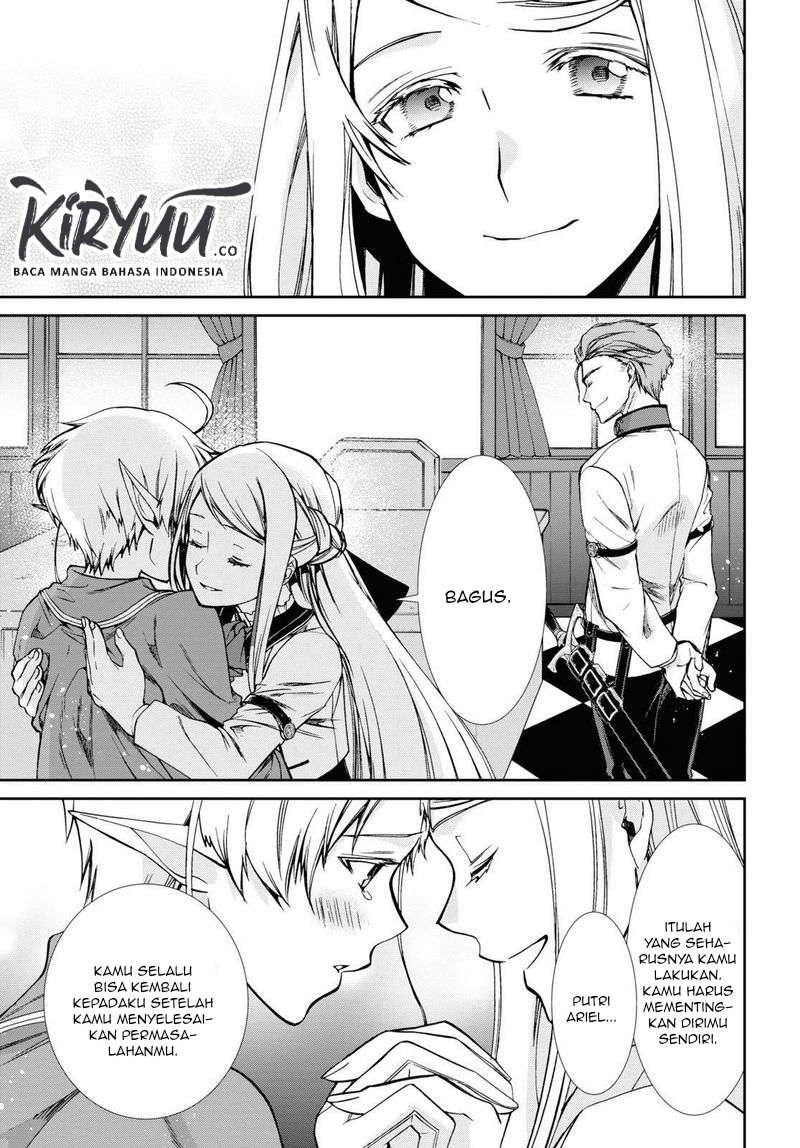 KIRYUU.CO
BACA MANGA BAHASA INDONESIA
BAGUS.
ITULAH
YANG SEHA-
RUSNYA KAMU
LAKUKAN.
KAMU HARUS
MEMENTING-
KAN DIRIMU
SENDIRI.
PUTRI
ARIEL...
KAMU SELALU
BISA KEMBALI
KEPADAKU SETELAH
KAMU MENYELESAI-
KAN PERMASA-
LAHANMU.